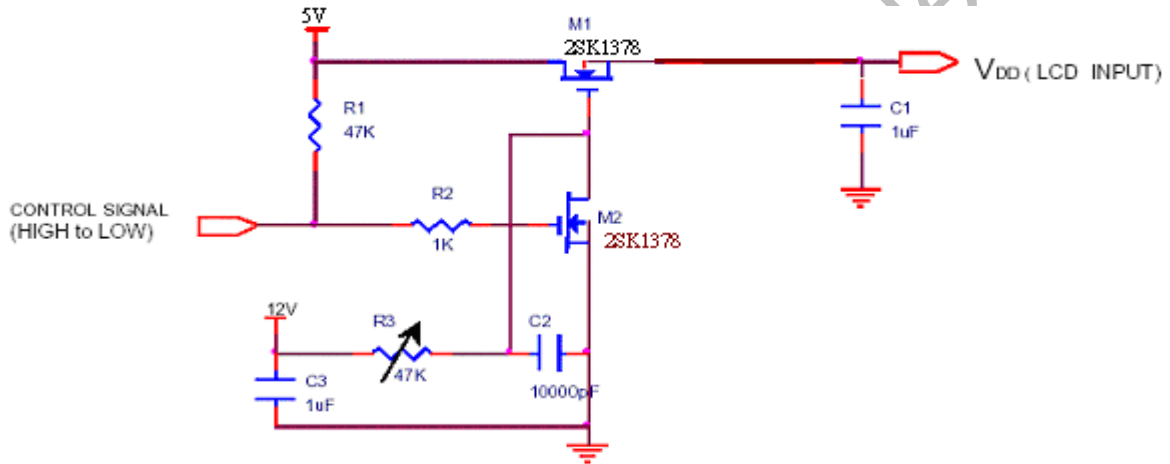 5V
M1
2SK1378
VDD ( LCD INPUT)
R1
47K
C1
1uF
R2
1K
CONTROL SIGNAL
(HIGH to LOW)
M2
2SK1378
12V
R3
47K
C2
10000pF
C3
1uF